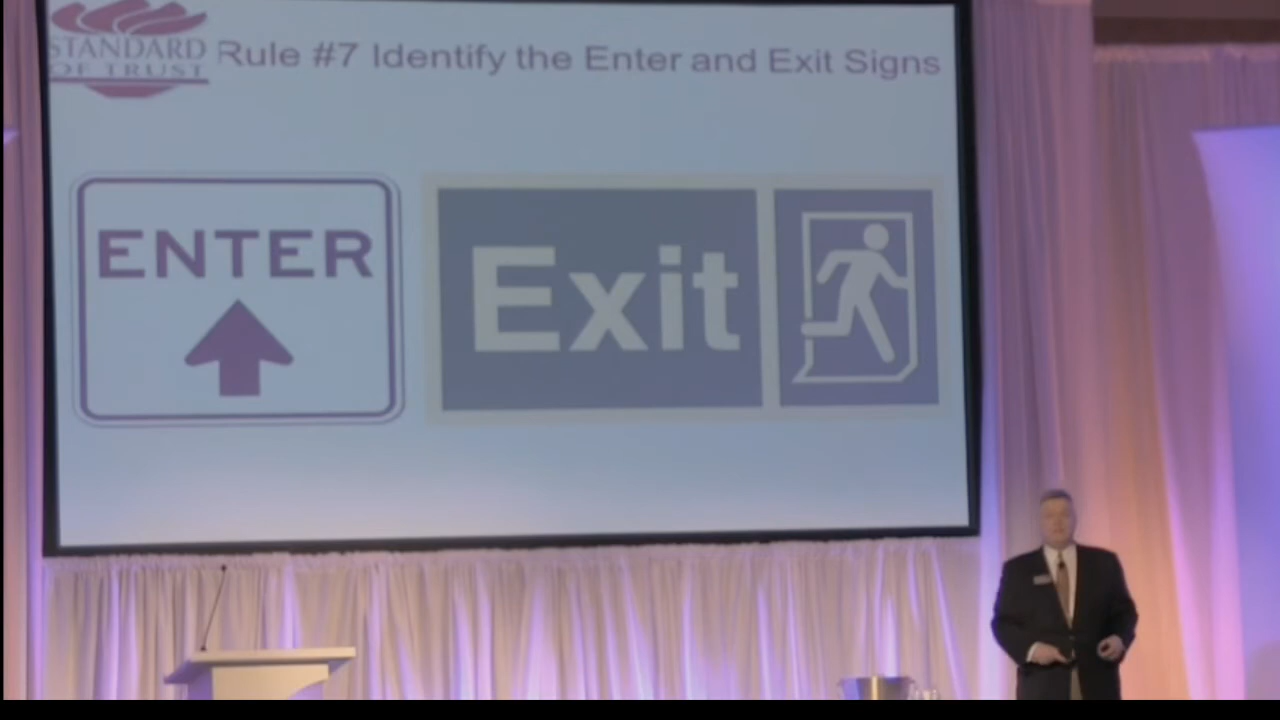 STANDARD
OF TRUST
Rule #7 Identify the Enter and Exit Signs
ENTER
Exit